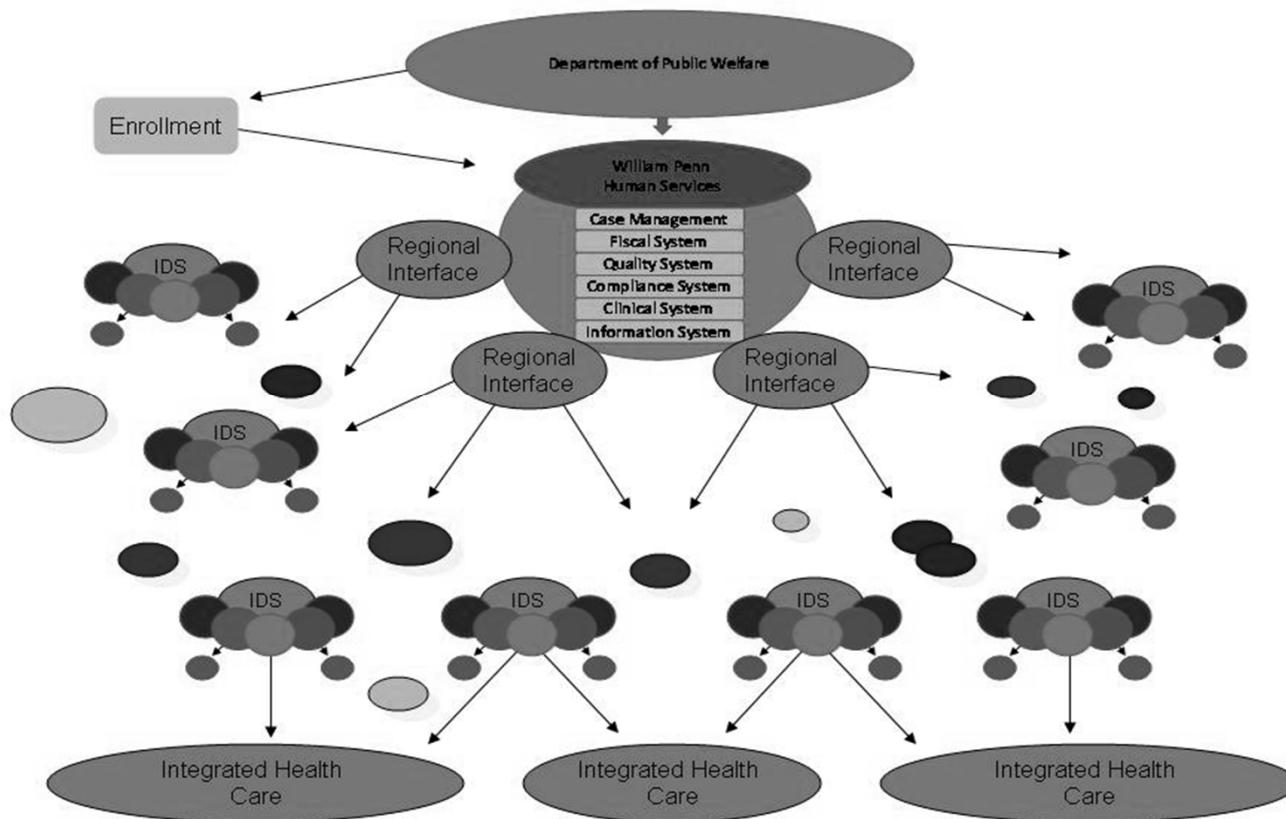 Department of Public Welfare
Enrollment
William Penn
Human Services
Case Management
Fiscal System
Quality System
Compliance System
Clinical System
Information System
Regional
Interface
Regional
Interface
IDS
IDS
Regional
Interface
Regional
Interface
IDS
IDS
IDS
IDS
IDS
IDS
Integrated Health
Care
Integrated Health
Care
Integrated Health
Care